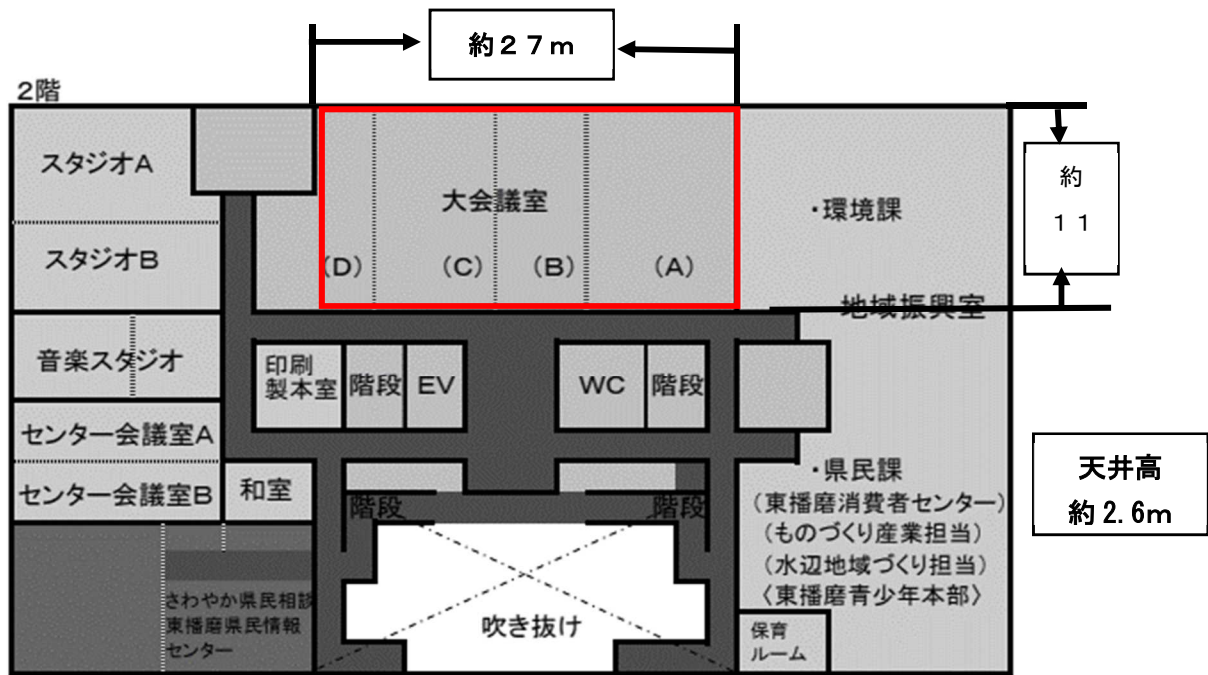 約２７ｍ
2階
スタジオA
大会議室
・環境課
約
１１
スタジオB
(D)
(C)
(B)
(A)
地域振興室
音楽スタジオ
印刷
製本室
階段
EV
WC
階段
センター会議室A
センター会議室B
和室
階段
階段
・県民課
(東播磨消費者センター)
(ものづくり産業担当)
(水辺地域づくり担当)
〈東播磨青少年本部〉
天井高
約 2.6m
さわやか県民相談
東播磨県民情報
センター
吹き抜け
保育
ルーム